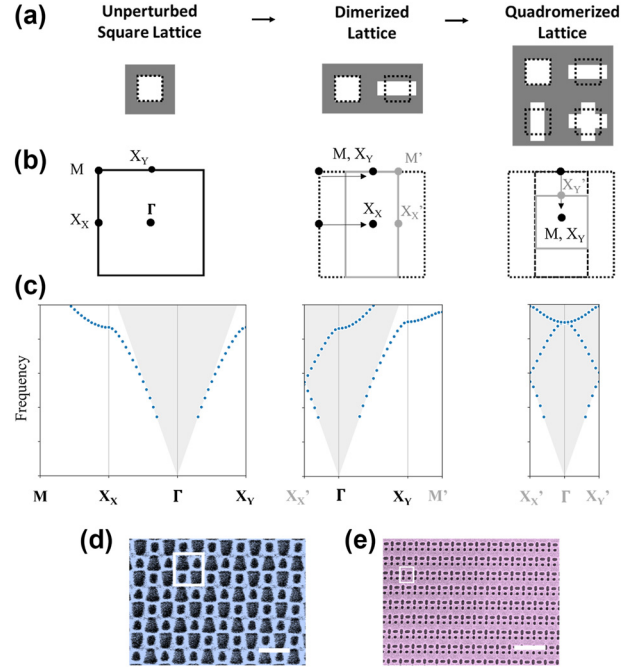 (a)
Unperturbed
Square Lattice
Dimerized
Lattice
Quadromerized
Lattice
(b)
M
X_Y
X_X
Γ
M, X_Y
M'
X_X
X_X'
X_Y'
M, X_Y
(c)
Frequency
M X_X Γ X_Y
X_X' Γ X_Y M'
X_X' Γ X_Y'
(d)
(e)